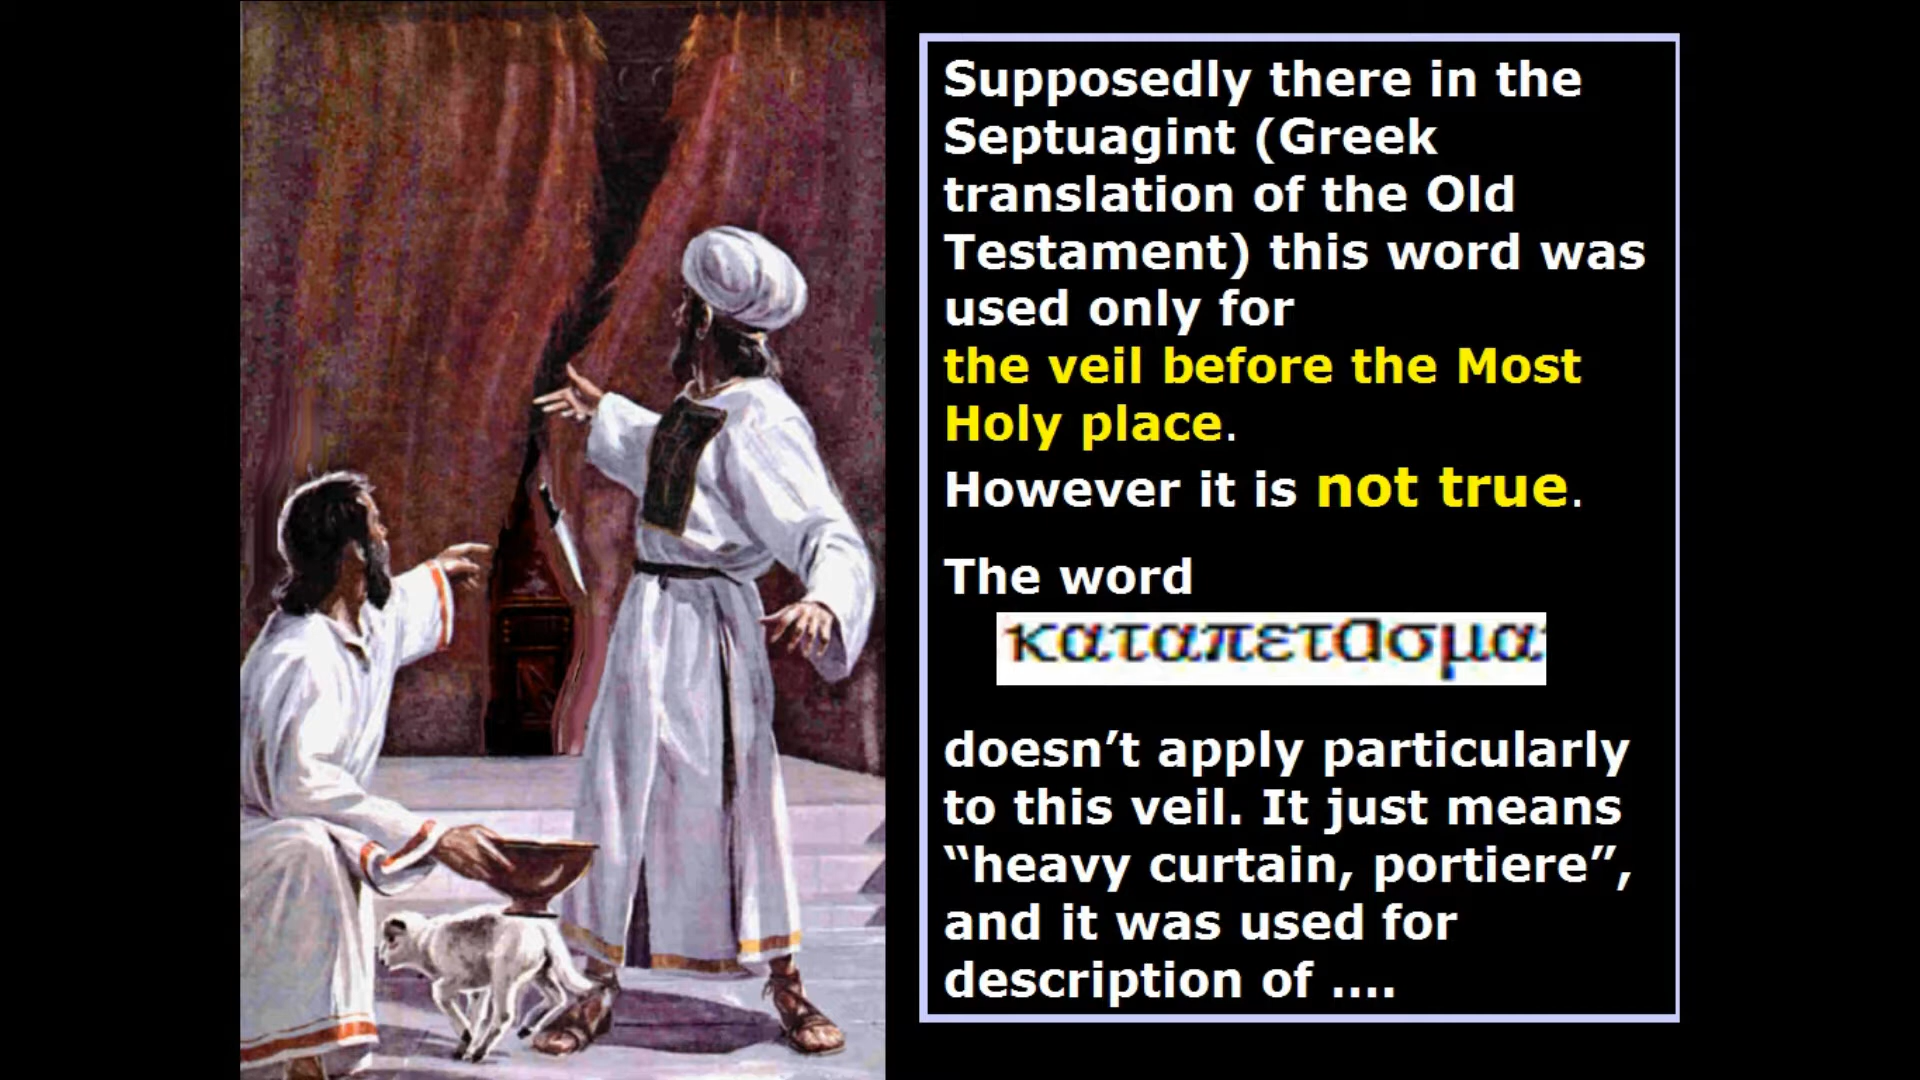 Supposedly there in the
Septuagint (Greek
translation of the Old
Testament) this word was
used only for
the veil before the Most
Holy place.
However it is not true.
The word
καταπετασμα
doesn’t apply particularly
to this veil. It just means
“heavy curtain, portiere”,
and it was used for
description of ....